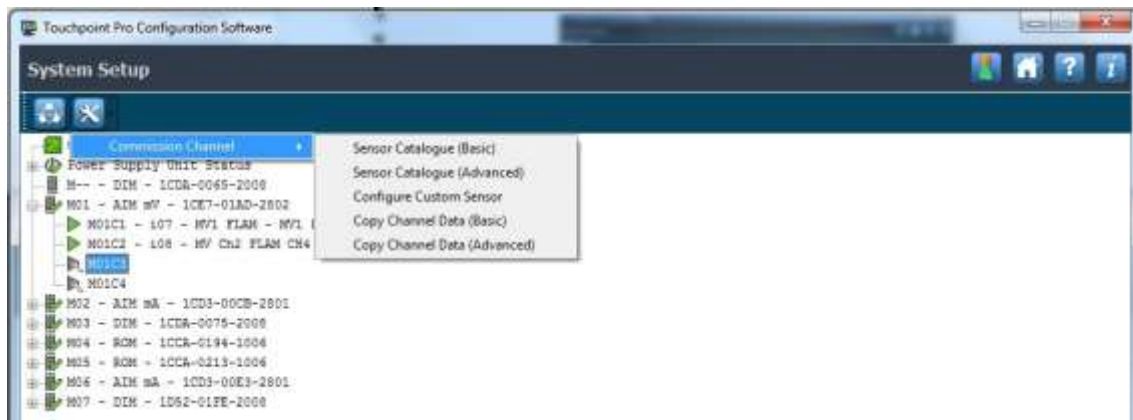 Touchpoint Pro Configuration Software
System Setup
Commission Channel
Sensor Catalogue (Basic)
Sensor Catalogue (Advanced)
Configure Custom Sensor
Copy Channel Data (Basic)
Copy Channel Data (Advanced)
Power Supply Unit Status
M-- - DIM - 1CDA-0065-2008
M01 - AIM mV - 1CE7-01AD-2802
M01C1 - i07 - MV1 FLAM - MV1
M01C2 - i08 - MV Ch2 FLAM CH4
M01C3
M01C4
M02 - AIM mA - 1CD3-00CB-2801
M03 - DIM - 1CDA-0075-2008
M04 - ROM - 1CCA-0194-1006
M05 - ROM - 1CCA-0213-1006
M06 - AIM mA - 1CD3-00E3-2801
M07 - DIM - 1D52-01FE-2008